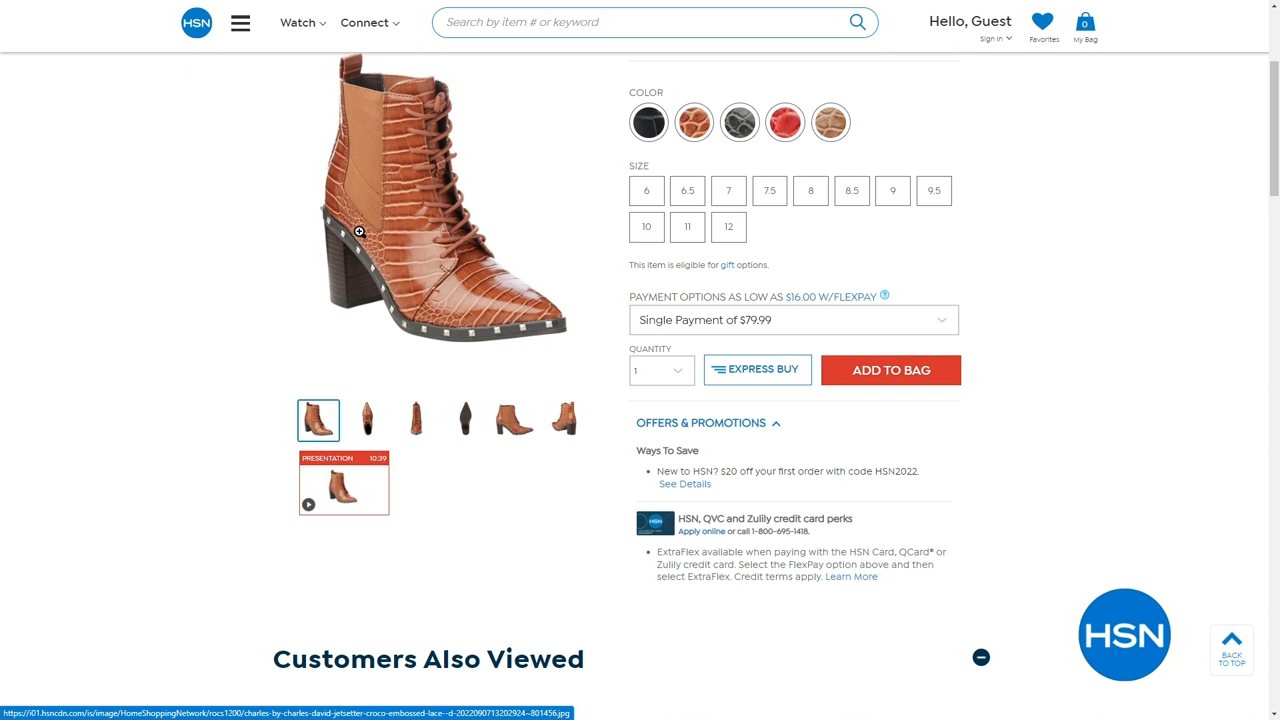 HSN
Watch
Connect
Search by item # or keyword
Hello, Guest
Sign In
Favorites
0
My Bag
COLOR
SIZE
6 6.5 7 7.5 8 8.5 9 9.5
10 11 12
This item is eligible for gift options.
PAYMENT OPTIONS AS LOW AS $16.00 W/FLEXPAY ?
Single Payment of $79.99
QUANTITY
1
EXPRESS BUY
ADD TO BAG
PRESENTATION 10:39
OFFERS & PROMOTIONS
Ways To Save
New to HSN? $20 off your first order with code HSN2022.
See Details
HSN
HSN, QVC and Zulily credit card perks
Apply online or call 1-800-695-1418.
ExtraFlex available when paying with the HSN Card, QCard® or
Zulily credit card. Select the FlexPay option above and then
select ExtraFlex. Credit terms apply. Learn More
HSN
BACK
TO TOP
Customers Also Viewed
https://i01.hsncdn.com/is/image/HomeShoppingNetwork/rocs1200/charles-by-charles-david-jetsetter-croco-embossed-lace--d-2022090713202924~801456.jpg